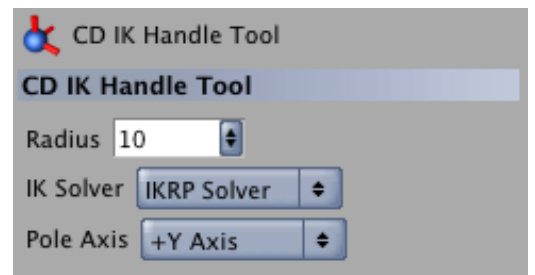 CD IK Handle Tool
CD IK Handle Tool
Radius 10
IK Solver IKRP Solver
Pole Axis +Y Axis